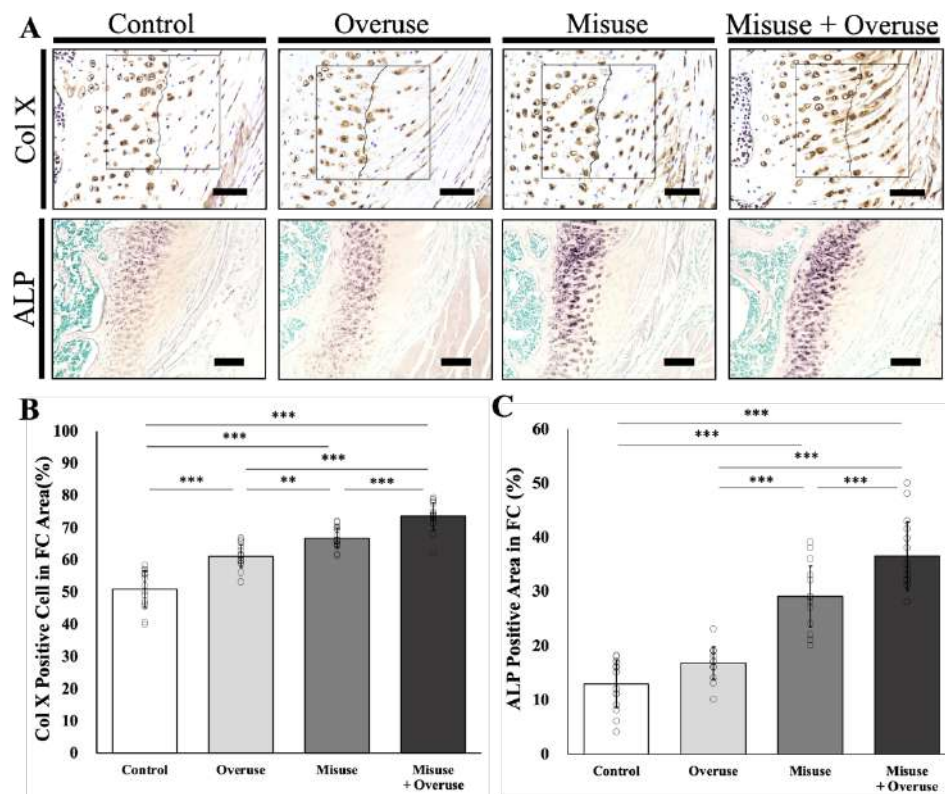 A
Control Overuse Misuse Misuse + Overuse
Col X
ALP
B
Col X Positive Cell in FC Area(%)
100
90
80
70
60
50
40
30
20
10
0
***
***
***
*** ** ***
Control Overuse Misuse Misuse
+ Overuse
C
ALP Positive Area in FC (%)
60
50
40
30
20
10
0
***
***
***
*** ***
Control Overuse Misuse Misuse
+ Overuse